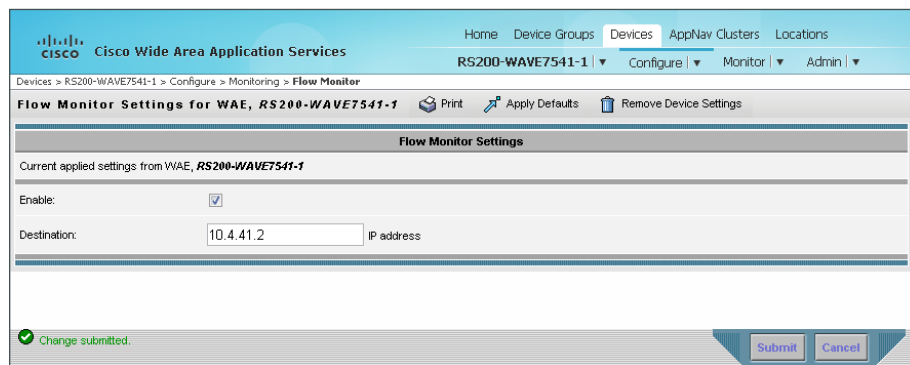 Home Device Groups Devices AppNav Clusters Locations
CISCO Cisco Wide Area Application Services
RS200-WAVE7541-1 Configure Monitor Admin
Devices > RS200-WAVE7541-1 > Configure > Monitoring > Flow Monitor
Flow Monitor Settings for WAE, RS200-WAVE7541-1 Print Apply Defaults Remove Device Settings
Flow Monitor Settings
Current applied settings from WAE, RS200-WAVE7541-1
Enable:
Destination: 10.4.41.2 IP address
Change submitted.
Submit Cancel